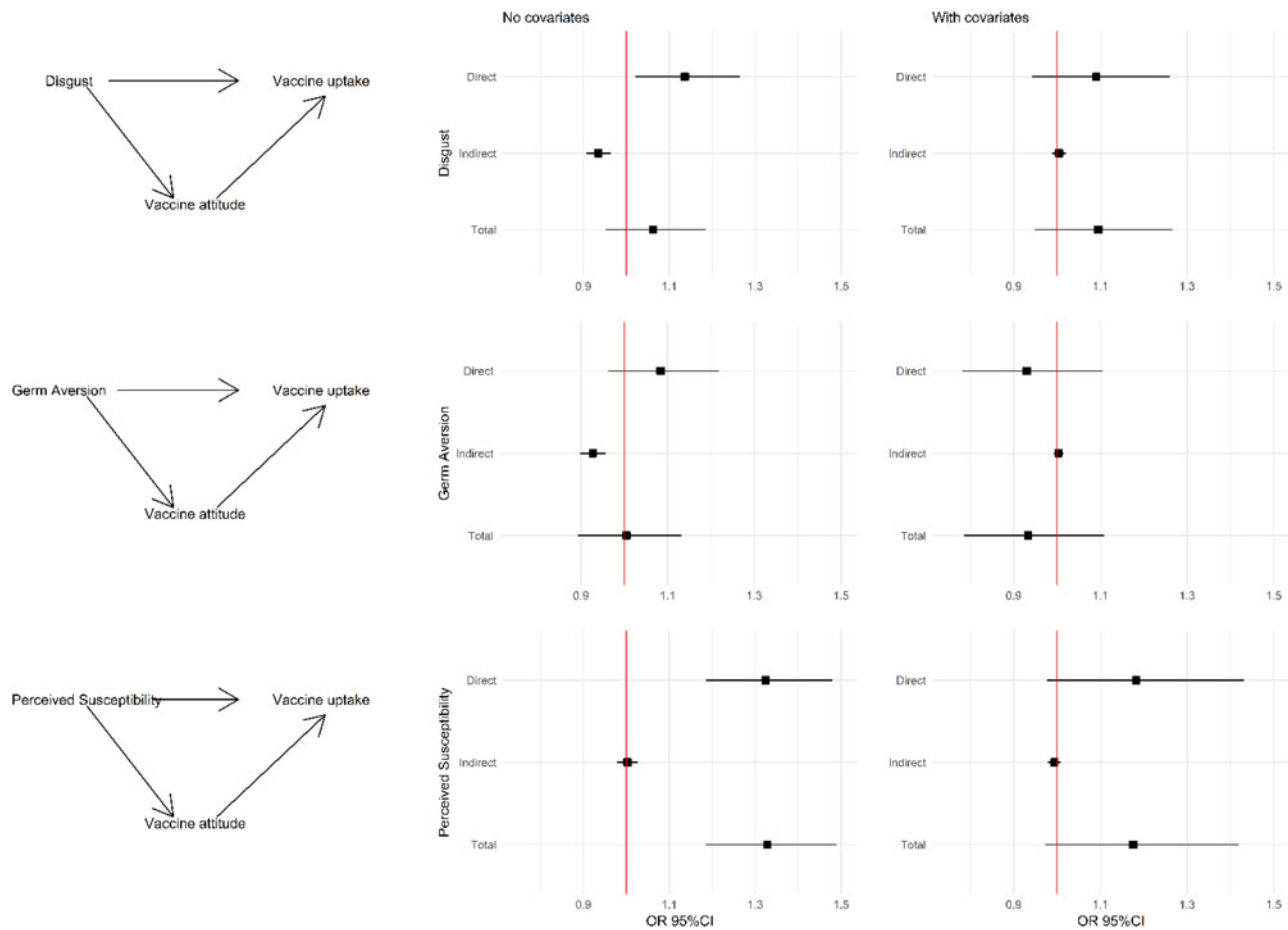 No covariates
With covariates
Disgust
Vaccine uptake
Vaccine attitude
Disgust
Direct
Indirect
Total
0.9 1.1 1.3 1.5
Direct
Indirect
Total
0.9 1.1 1.3 1.5
Germ Aversion
Vaccine uptake
Vaccine attitude
Germ Aversion
Direct
Indirect
Total
0.9 1.1 1.3 1.5
Direct
Indirect
Total
0.9 1.1 1.3 1.5
Perceived Susceptibility
Vaccine uptake
Vaccine attitude
Perceived Susceptibility
Direct
Indirect
Total
0.9 1.1 1.3 1.5
OR 95%CI
Direct
Indirect
Total
0.9 1.1 1.3 1.5
OR 95%CI